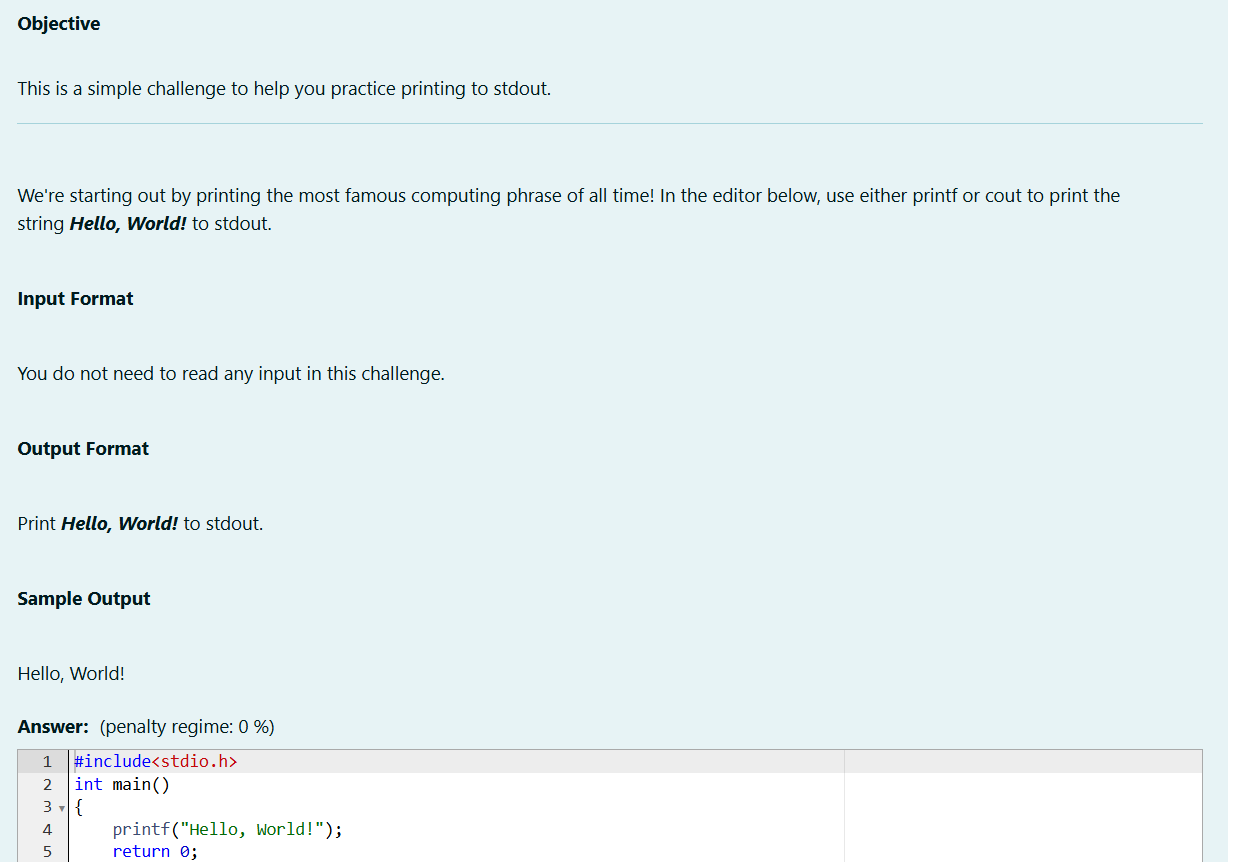 Objective
This is a simple challenge to help you practice printing to stdout.
We're starting out by printing the most famous computing phrase of all time! In the editor below, use either printf or cout to print the
string Hello, World! to stdout.
Input Format
You do not need to read any input in this challenge.
Output Format
Print Hello, World! to stdout.
Sample Output
Hello, World!
Answer: (penalty regime: 0 %)
1 #include<stdio.h>
2 int main()
3 {
4 printf("Hello, World!");
5 return 0;